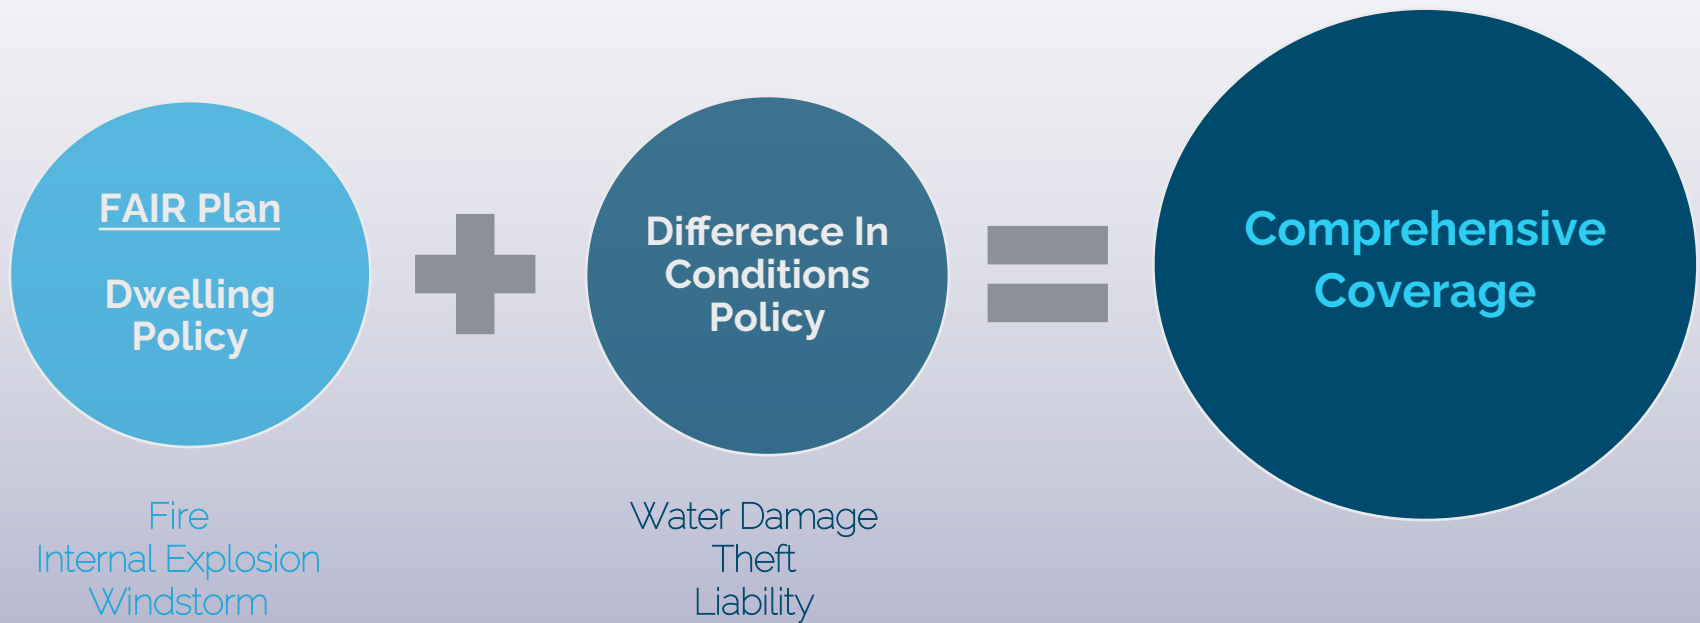 FAIR Plan
Dwelling
Policy
Difference In
Conditions
Policy
Comprehensive
Coverage
Fire
Internal Explosion
Windstorm
Water Damage
Theft
Liability